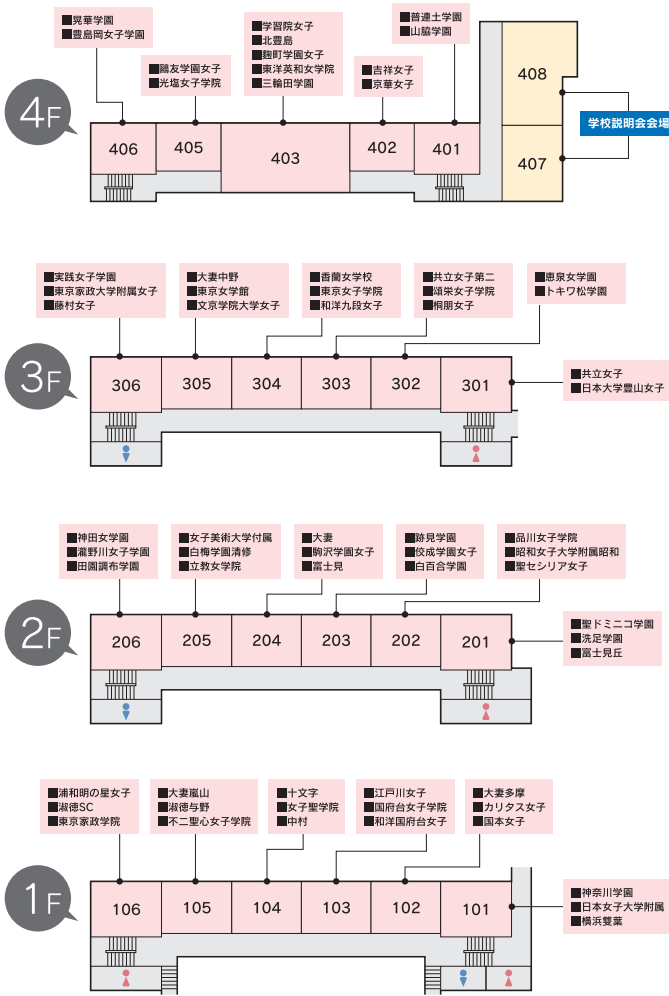 ■晃華学園
■豊島岡女子学園
■鷗友学園女子
■光塩女子学院
■学習院女子
■北豊島
■麴町学園女子
■東洋英和女学院
■三輪田学園
■吉祥女子
■京華女子
■普連土学園
■山脇学園
4F
406
405
403
402
401
408
407
学校説明会会場
■実践女子学園
■東京家政大学附属女子
■藤村女子
■大妻中野
■東京女学館
■文京学院大学女子
■香蘭女学校
■東京女子学院
■和洋九段女子
■共立女子第二
■頌栄女子学院
■桐朋女子
■恵泉女学園
■トキワ松学園
3F
306
305
304
303
302
301
■共立女子
■日本大学豊山女子
■神田女学園
■瀧野川女子学園
■田園調布学園
■女子美術大学付属
■白梅学園清修
■立教女学院
■大妻
■駒沢学園女子
■富士見
■跡見学園
■佼成学園女子
■白百合学園
■品川女子学院
■昭和女子大学附属昭和
■聖セシリア女子
2F
206
205
204
203
202
201
■聖ドミニコ学園
■洗足学園
■富士見丘
■浦和明の星女子
■淑徳SC
■東京家政学院
■大妻嵐山
■淑徳与野
■不二聖心女子学院
■十文字
■女子聖学院
■中村
■江戸川女子
■国府台女子学院
■和洋国府台女子
■大妻多摩
■カリタス女子
■国本女子
1F
106
105
104
103
102
101
■神奈川学園
■日本女子大学附属
■横浜雙葉